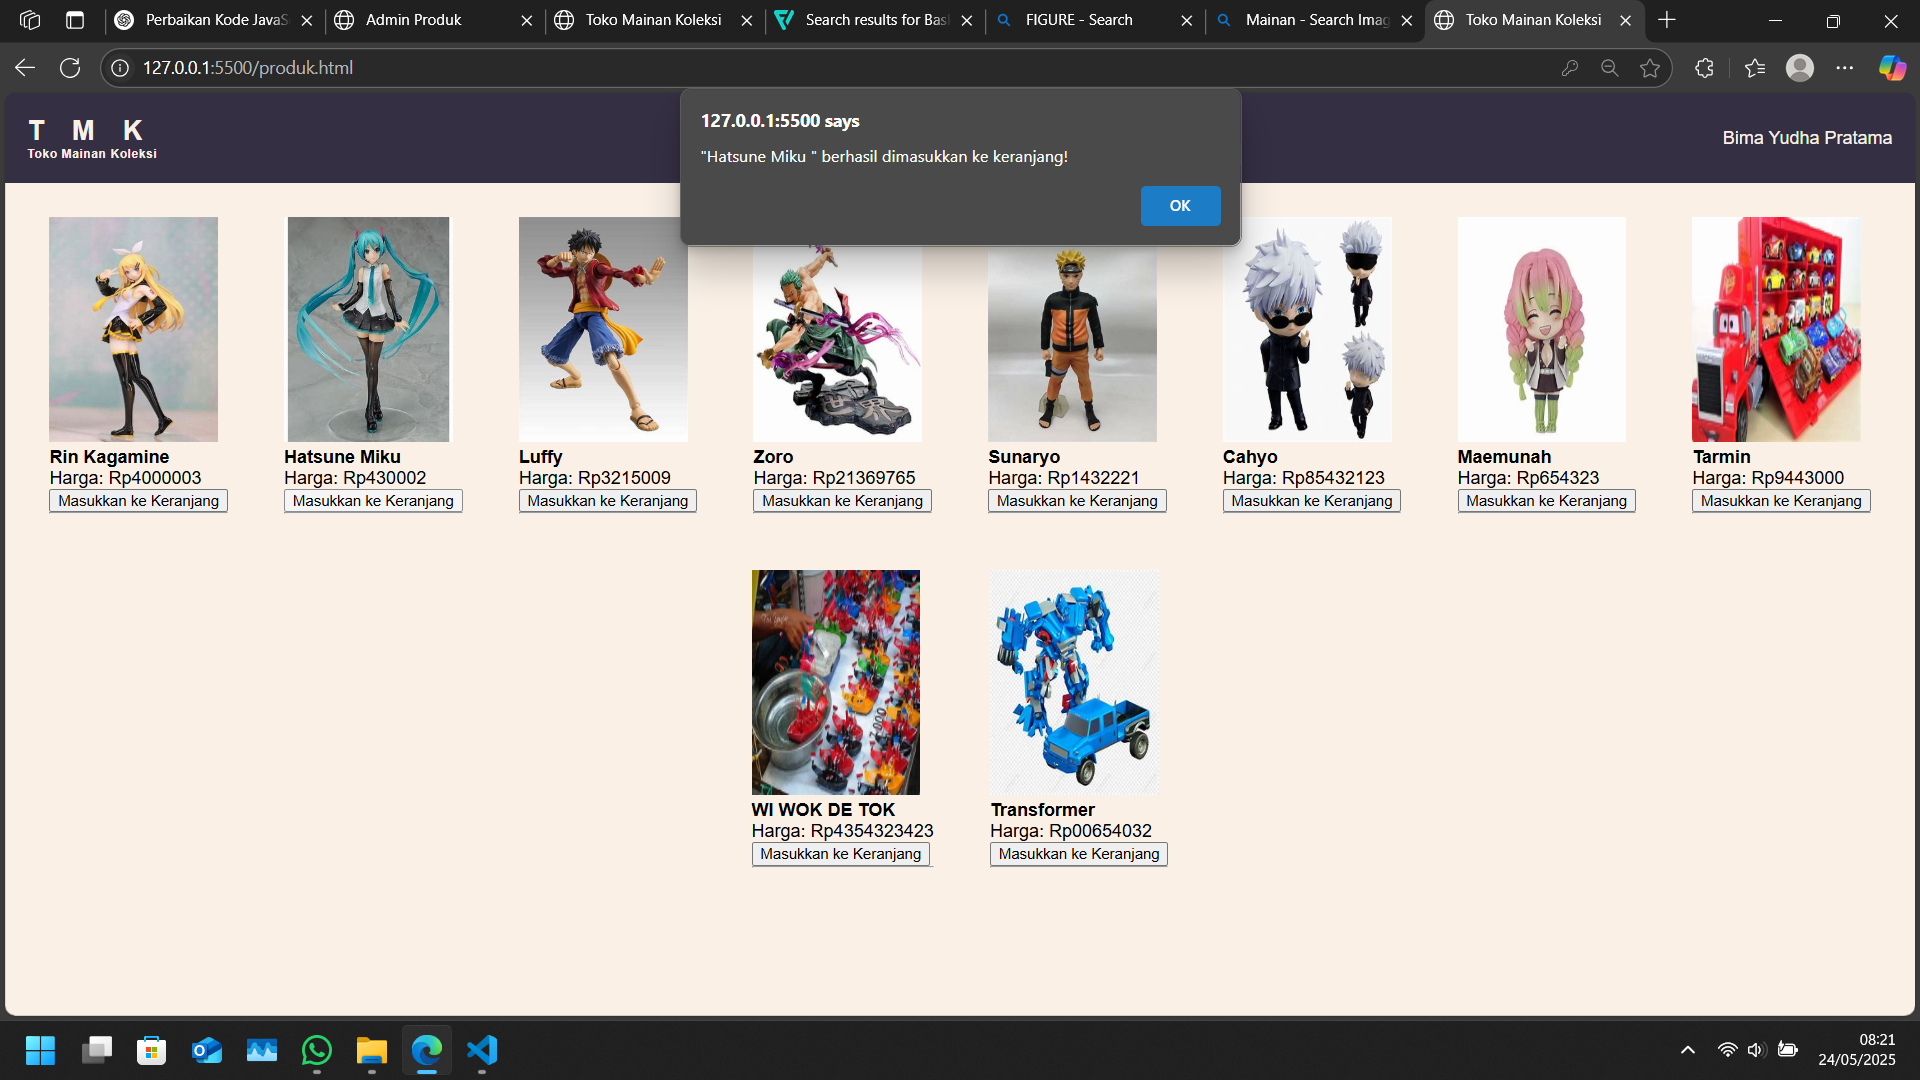 Perbaikan Kode JavaS
Admin Produk
Toko Mainan Koleksi
Search results for Bas
FIGURE - Search
Mainan - Search Imag
Toko Mainan Koleksi
127.0.0.1:5500/produk.html
T M K
Toko Mainan Koleksi
Bima Yudha Pratama
127.0.0.1:5500 says
"Hatsune Miku " berhasil dimasukkan ke keranjang!
OK
Rin Kagamine
Harga: Rp4000003
Masukkan ke Keranjang
Hatsune Miku
Harga: Rp430002
Masukkan ke Keranjang
Luffy
Harga: Rp3215009
Masukkan ke Keranjang
Zoro
Harga: Rp21369765
Masukkan ke Keranjang
Sunaryo
Harga: Rp1432221
Masukkan ke Keranjang
Cahyo
Harga: Rp85432123
Masukkan ke Keranjang
Maemunah
Harga: Rp654323
Masukkan ke Keranjang
Tarmin
Harga: Rp9443000
Masukkan ke Keranjang
WI WOK DE TOK
Harga: Rp4354323423
Masukkan ke Keranjang
Transformer
Harga: Rp00654032
Masukkan ke Keranjang
08:21
24/05/2025